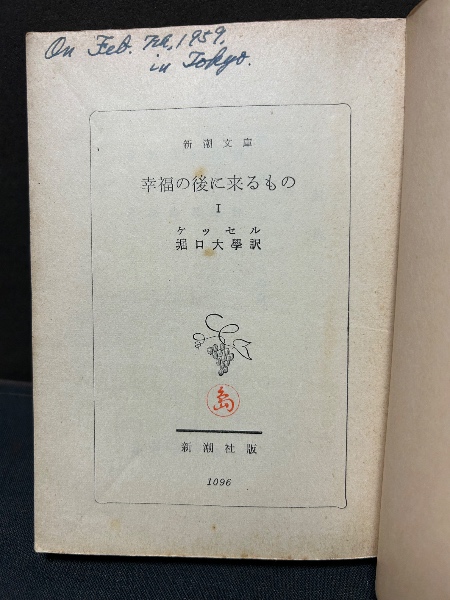 On Feb. 7th, 1959.
in Tokyo.
新潮文庫
幸福の後に来るもの
I
ケッセル
堀口大學訳
島
新潮社版
1096